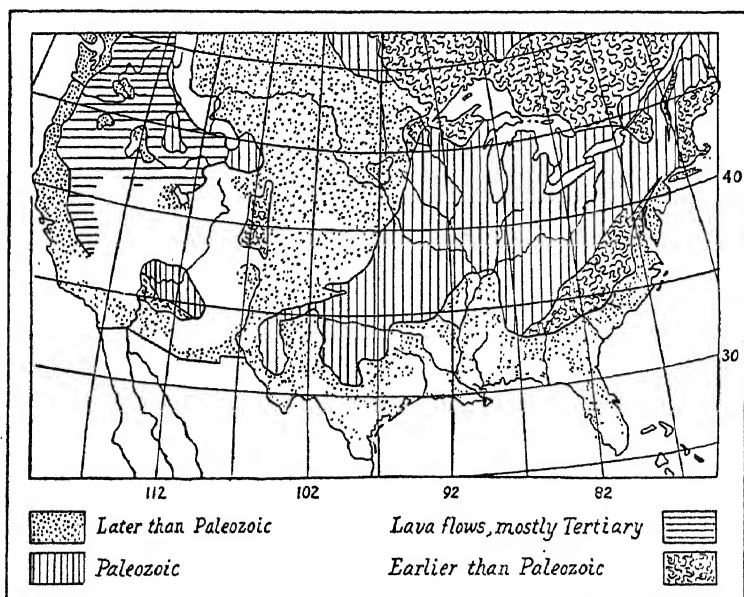 40
30
112 102 92 82
Later than Paleozoic Lava flows, mostly Tertiary
Paleozoic Earlier than Paleozoic